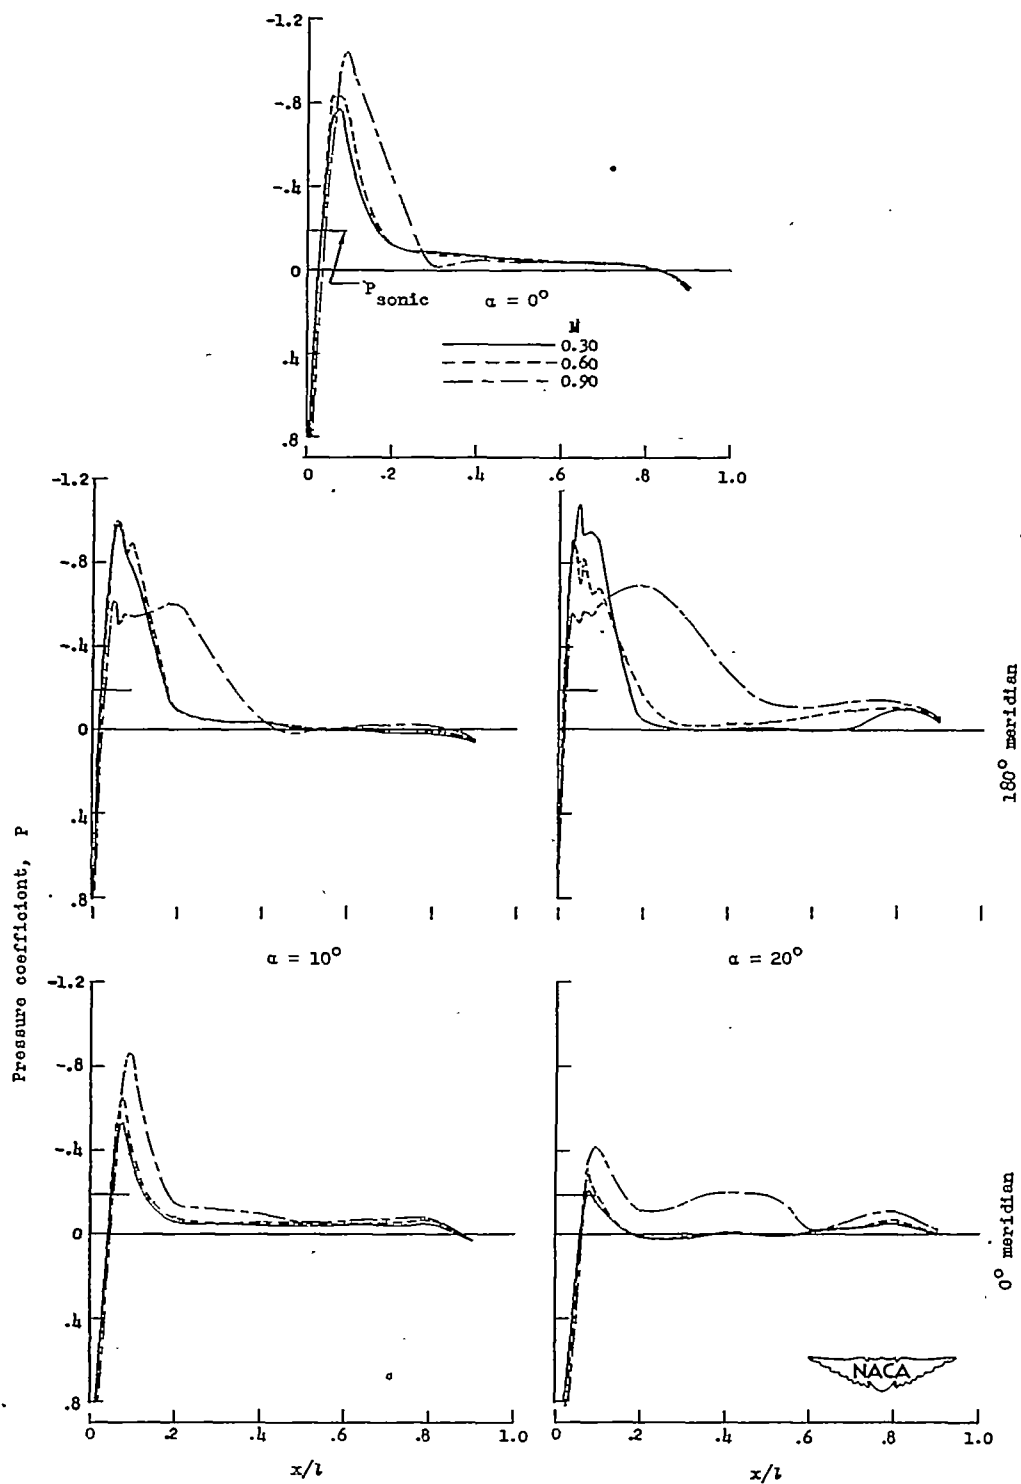 -1.2
-.8
-.4
0
.4
.8
P sonic
α = 0°
M
0.30
0.60
0.90
0 .2 .4 .6 .8 1.0
-1.2
-.8
-.4
0
.4
.8
180° meridian
Pressure coefficient, P
α = 10°
α = 20°
-1.2
-.8
-.4
0
.4
.8
0° meridian
NACA
0 .2 .4 .6 .8 1.0
0 .2 .4 .6 .8 1.0
x/l
x/l